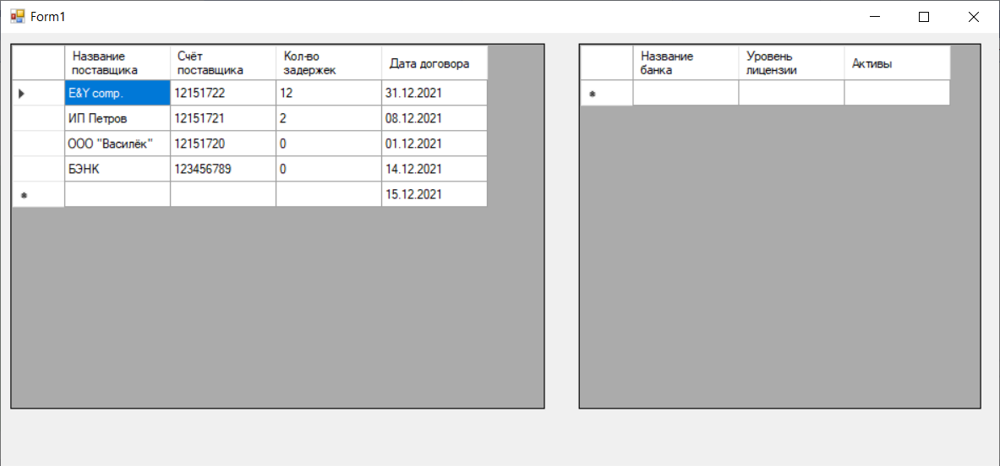 Form1
Название поставщика Счёт поставщика Кол-во задержек Дата договора
E&Y comp. 12151722 12 31.12.2021
ИП Петров 12151721 2 08.12.2021
ООО "Василёк" 12151720 0 01.12.2021
БЭНК 123456789 0 14.12.2021
15.12.2021
Название банка Уровень лицензии Активы